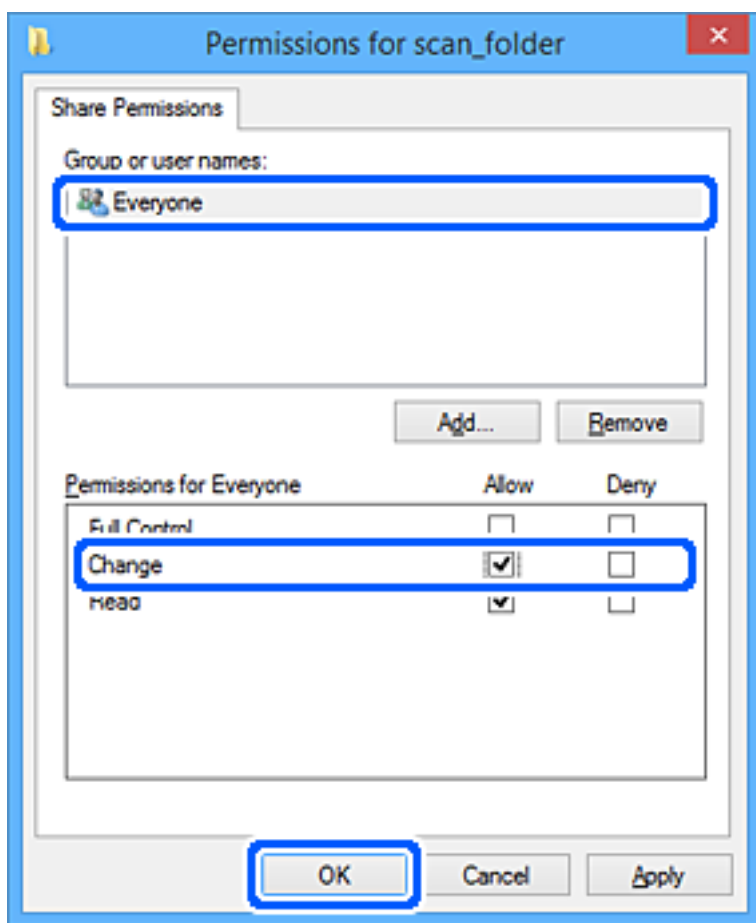 Permissions for scan_folder
Share Permissions
Group or user names:
Everyone
Add... Remove
Permissions for Everyone Allow Deny
Full Control
Change
Read
OK Cancel Apply